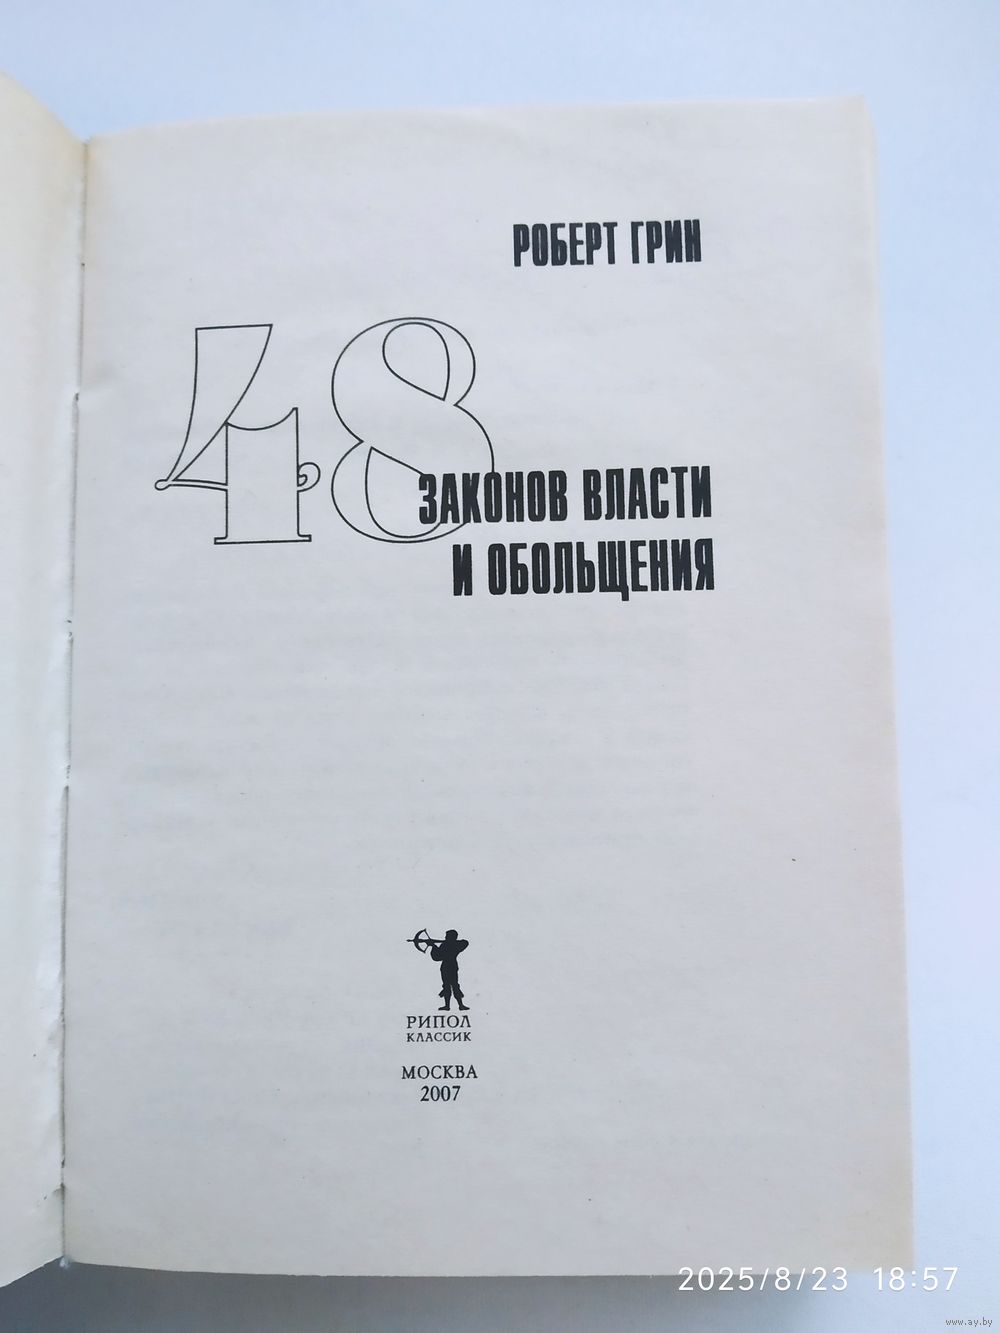 РОБЕРТ ГРИН
48
ЗАКОНОВ ВЛАСТИ
И ОБОЛЬЩЕНИЯ
РИПОЛ
КЛАССИК
МОСКВА
2007
2025/8/23 18:57
www.ay.by